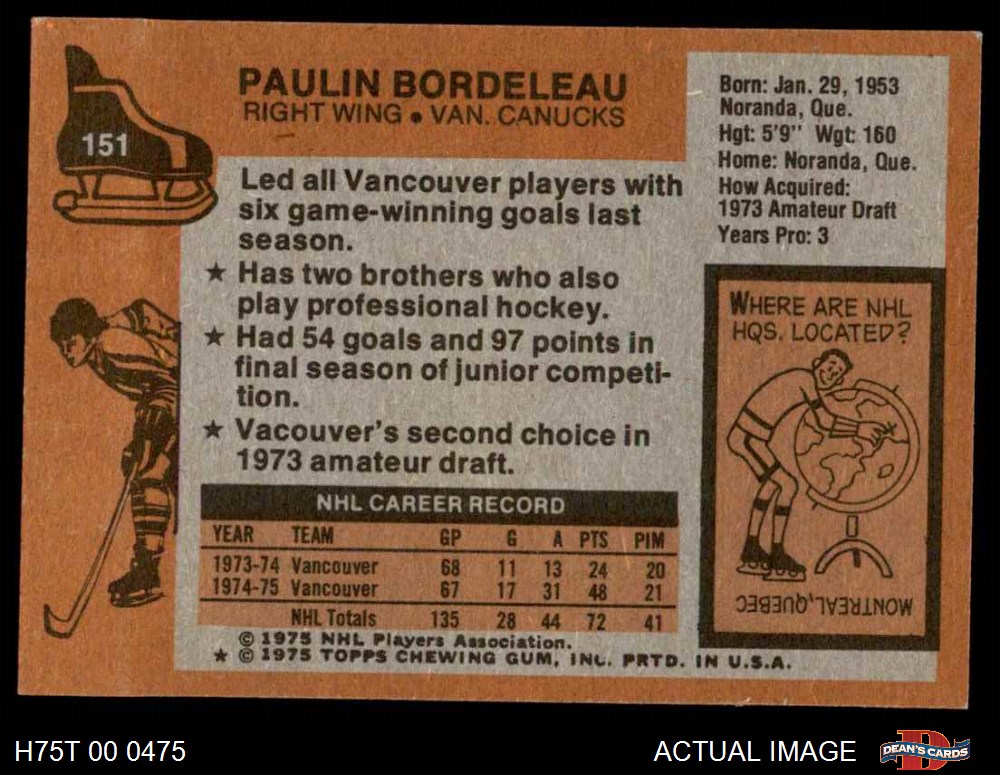 151
PAULIN BORDELEAU
RIGHT WING • VAN. CANUCKS
Led all Vancouver players with
six game-winning goals last
season.
★ Has two brothers who also
play professional hockey.
★ Had 54 goals and 97 points in
final season of junior competi-
tion.
★ Vacouver's second choice in
1973 amateur draft.
NHL CAREER RECORD
YEAR TEAM GP G A PTS PIM
1973-74 Vancouver 68 11 13 24 20
1974-75 Vancouver 67 17 31 48 21
NHL Totals 135 28 44 72 41
© 1975 NHL Players Association.
★ © 1975 TOPPS CHEWING GUM, INC. PRTD. IN U.S.A.
Born: Jan. 29, 1953
Noranda, Que.
Hgt: 5'9" Wgt: 160
Home: Noranda, Que.
How Acquired:
1973 Amateur Draft
Years Pro: 3
WHERE ARE NHL
HQS. LOCATED?
MONTREAL, QUEBEC
H75T 00 0475
ACTUAL IMAGE
D
DEAN'S CARDS